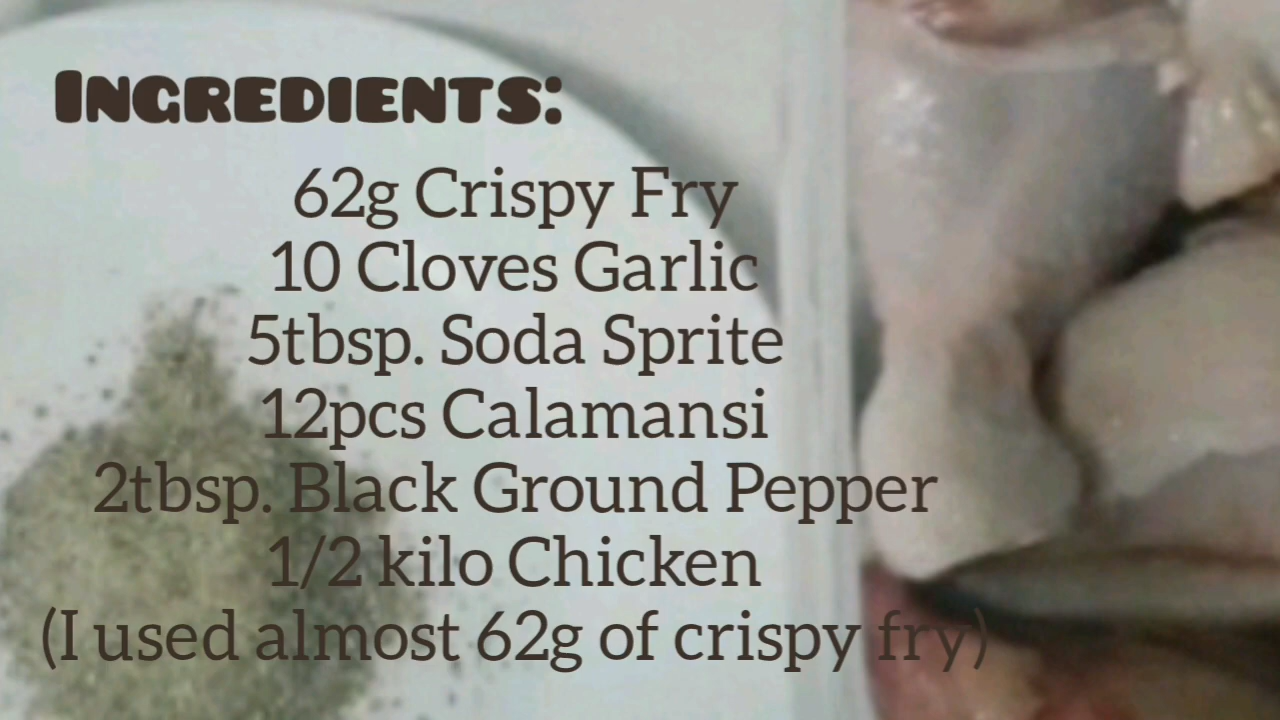 Ingredients:
62g Crispy Fry
10 Cloves Garlic
5tbsp. Soda Sprite
12pcs Calamansi
2tbsp. Black Ground Pepper
1/2 kilo Chicken
(I used almost 62g of crispy fry)